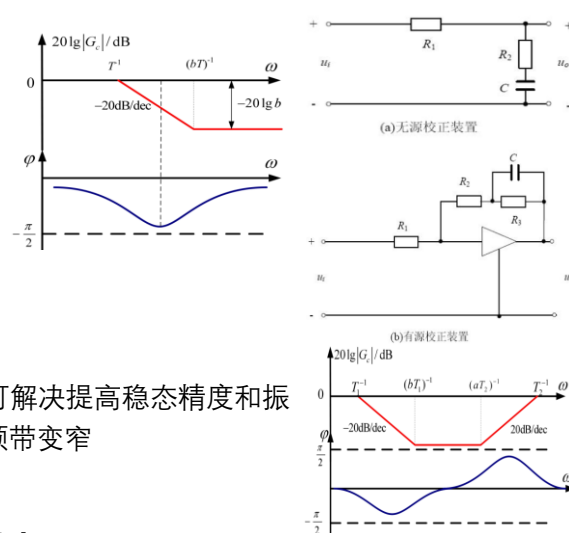 20lg|G_c|/dB
T^-1
(bT)^-1
ω
0
−20dB/dec
−20lg b
φ
ω
−π/2
+
R1
R2
C
ui
uo
-
-
(a)无源校正装置
C
R2
R3
R1
+
ui
-
(b)有源校正装置
20lg|G_c|/dB
0
T1^-1
(bT1)^-1
(aT2)^-1
T2^-1
ω
−20dB/dec
20dB/dec
φ
π/2
−π/2
可解决提高稳态精度和振
频带变窄